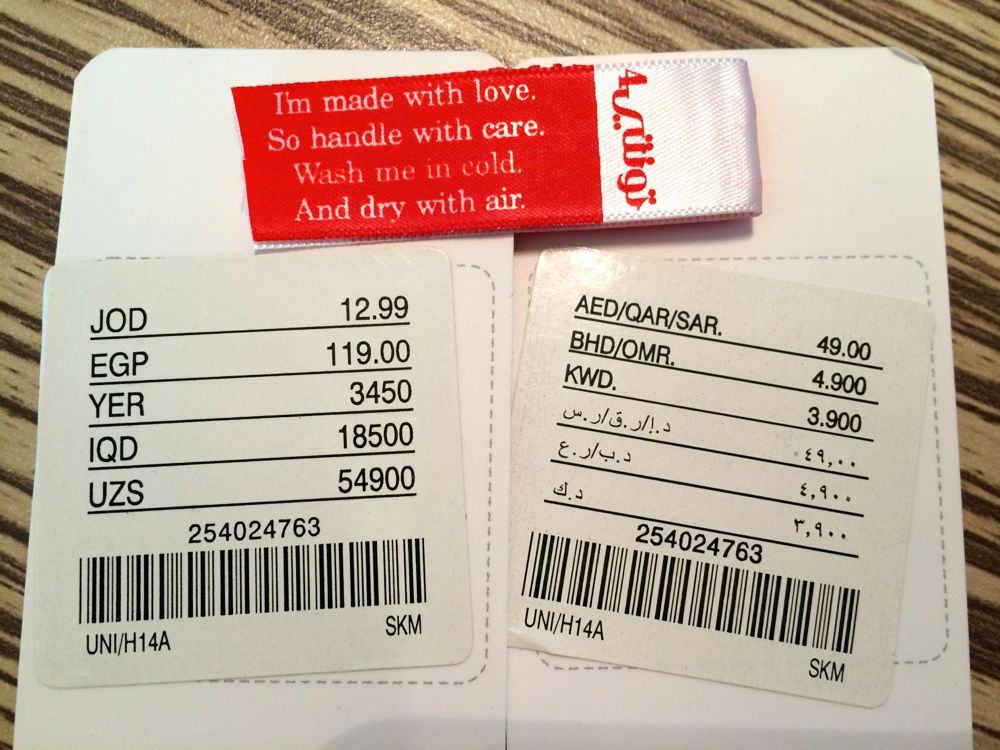 I'm made with love.
So handle with care.
Wash me in cold.
And dry with air.
JOD 12.99
EGP 119.00
YER 3450
IQD 18500
UZS 54900
254024763
UNI/H14A SKM
AED/QAR/SAR. 49.00
BHD/OMR. 4.900
KWD. 3.900
د.إ/ر.ق/ر.س ٤٩,٠٠
د.ب/ر.ع ٤,٩٠٠
د.ك ٣,٩٠٠
254024763
UNI/H14A SKM